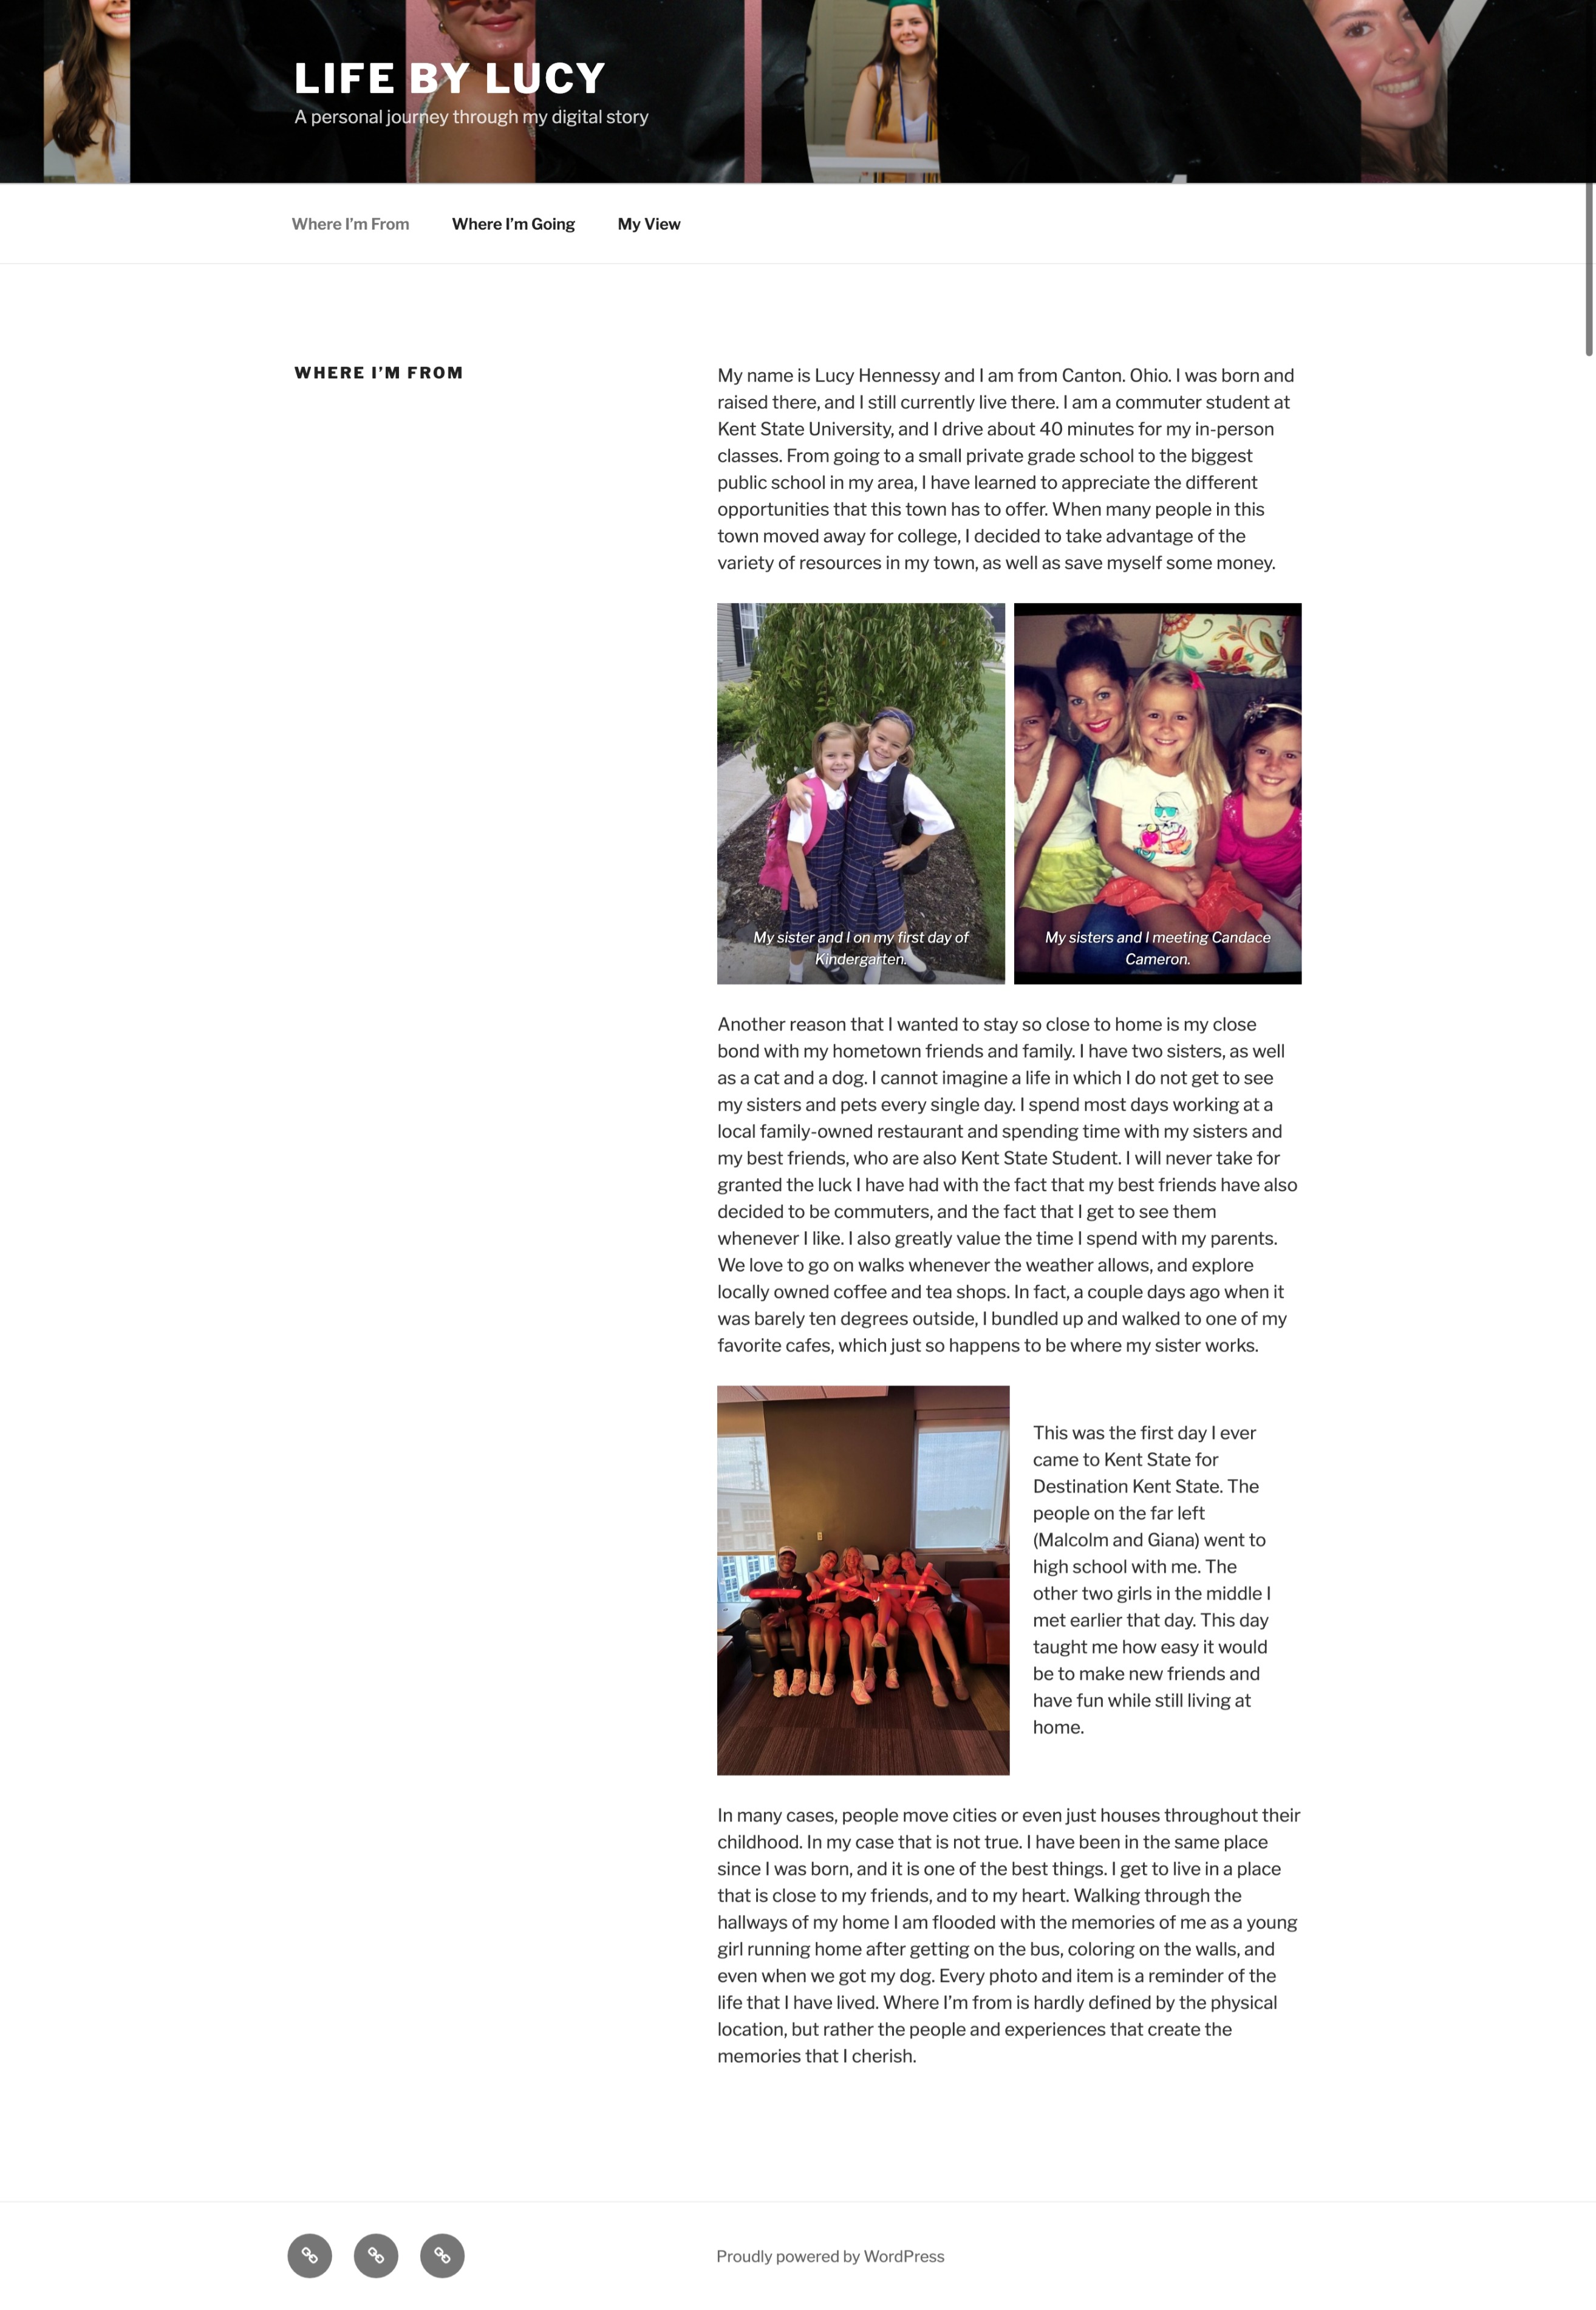 LIFE BY LUCY
A personal journey through my digital story
Where I’m From
Where I’m Going
My View
WHERE I’M FROM
My name is Lucy Hennessy and I am from Canton. Ohio. I was born and
raised there, and I still currently live there. I am a commuter student at
Kent State University, and I drive about 40 minutes for my in-person
classes. From going to a small private grade school to the biggest
public school in my area, I have learned to appreciate the different
opportunities that this town has to offer. When many people in this
town moved away for college, I decided to take advantage of the
variety of resources in my town, as well as save myself some money.
My sister and I on my first day of
Kindergarten.
My sisters and I meeting Candace
Cameron.
Another reason that I wanted to stay so close to home is my close
bond with my hometown friends and family. I have two sisters, as well
as a cat and a dog. I cannot imagine a life in which I do not get to see
my sisters and pets every single day. I spend most days working at a
local family-owned restaurant and spending time with my sisters and
my best friends, who are also Kent State Student. I will never take for
granted the luck I have had with the fact that my best friends have also
decided to be commuters, and the fact that I get to see them
whenever I like. I also greatly value the time I spend with my parents.
We love to go on walks whenever the weather allows, and explore
locally owned coffee and tea shops. In fact, a couple days ago when it
was barely ten degrees outside, I bundled up and walked to one of my
favorite cafes, which just so happens to be where my sister works.
This was the first day I ever
came to Kent State for
Destination Kent State. The
people on the far left
(Malcolm and Giana) went to
high school with me. The
other two girls in the middle I
met earlier that day. This day
taught me how easy it would
be to make new friends and
have fun while still living at
home.
In many cases, people move cities or even just houses throughout their
childhood. In my case that is not true. I have been in the same place
since I was born, and it is one of the best things. I get to live in a place
that is close to my friends, and to my heart. Walking through the
hallways of my home I am flooded with the memories of me as a young
girl running home after getting on the bus, coloring on the walls, and
even when we got my dog. Every photo and item is a reminder of the
life that I have lived. Where I’m from is hardly defined by the physical
location, but rather the people and experiences that create the
memories that I cherish.
Proudly powered by WordPress